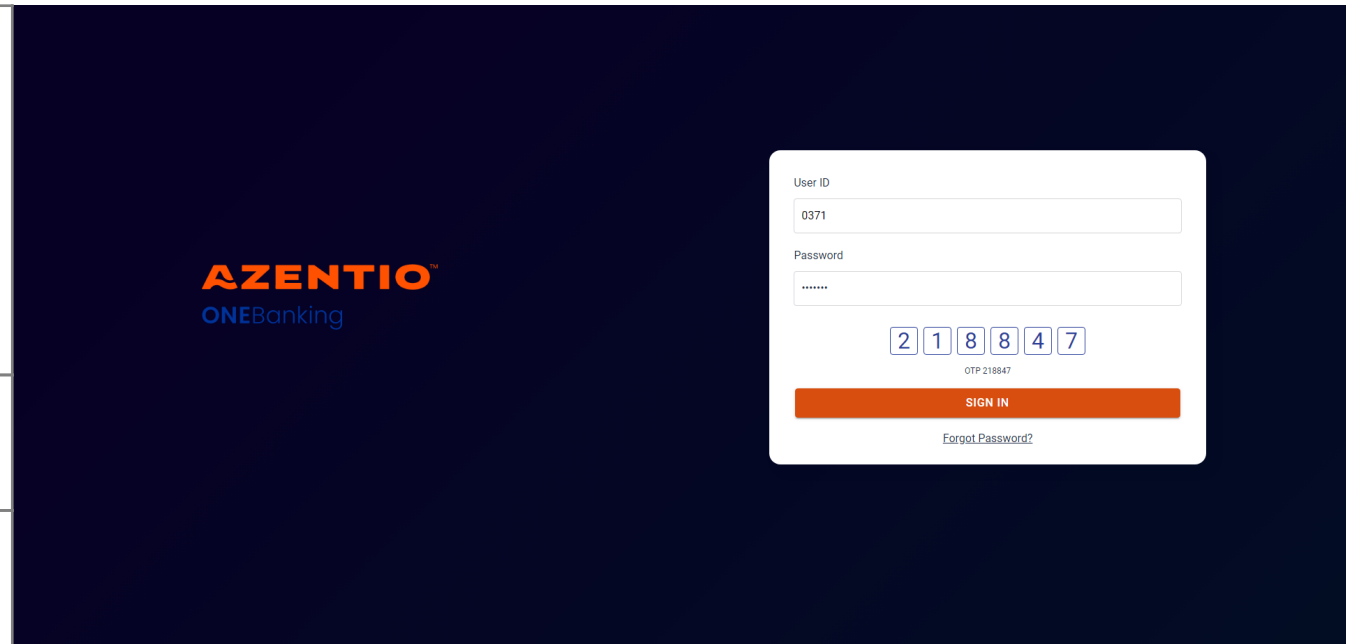 AZENTIO™
ONEBanking
User ID
0371
Password
•••••••
2 1 8 8 4 7
OTP 218847
SIGN IN
Forgot Password?